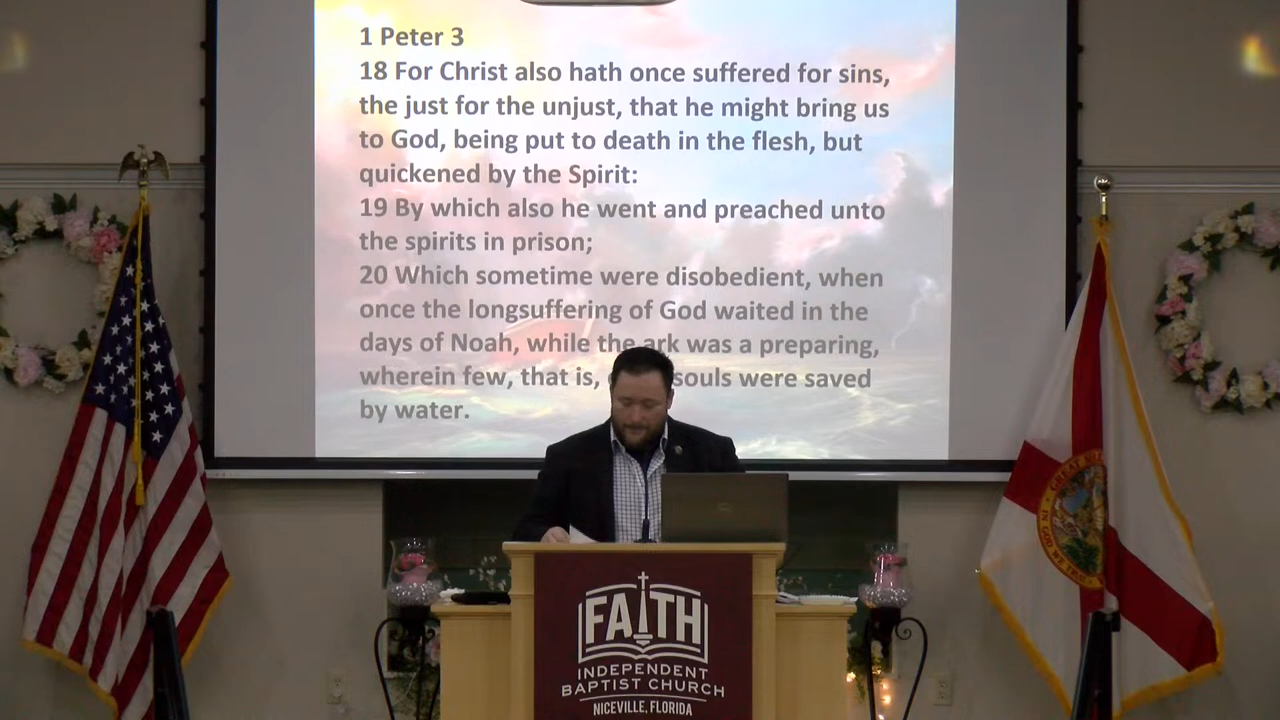 1 Peter 3
18 For Christ also hath once suffered for sins,
the just for the unjust, that he might bring us
to God, being put to death in the flesh, but
quickened by the Spirit:
19 By which also he went and preached unto
the spirits in prison;
20 Which sometime were disobedient, when
once the longsuffering of God waited in the
days of Noah, while the ark was a preparing,
wherein few, that is, souls were saved
by water.
FAITH
INDEPENDENT
BAPTIST CHURCH
NICEVILLE, FLORIDA
IN GOD WE TRUST